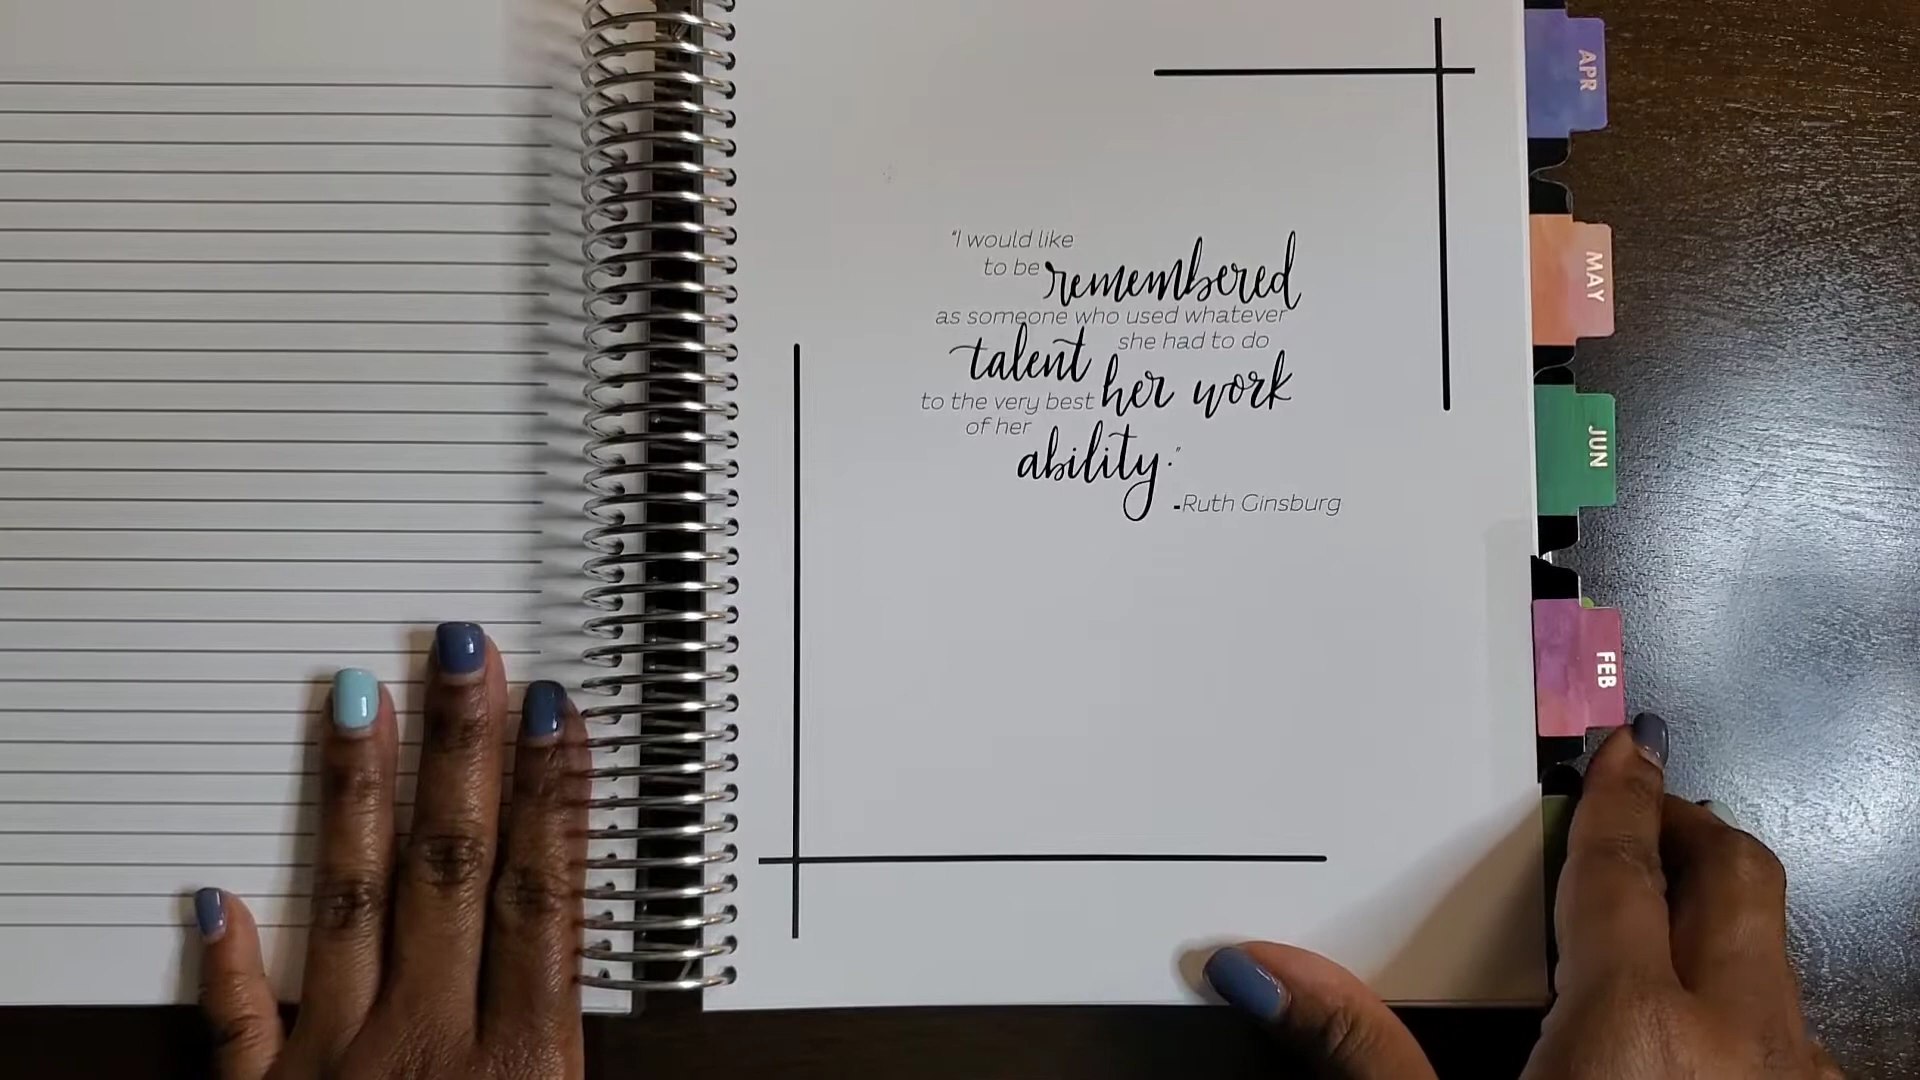 "I would like
to be remembered
as someone who used whatever
talent she had to do
her work
to the very best
of her
ability."
-Ruth Ginsburg
APR
MAY
JUN
FEB